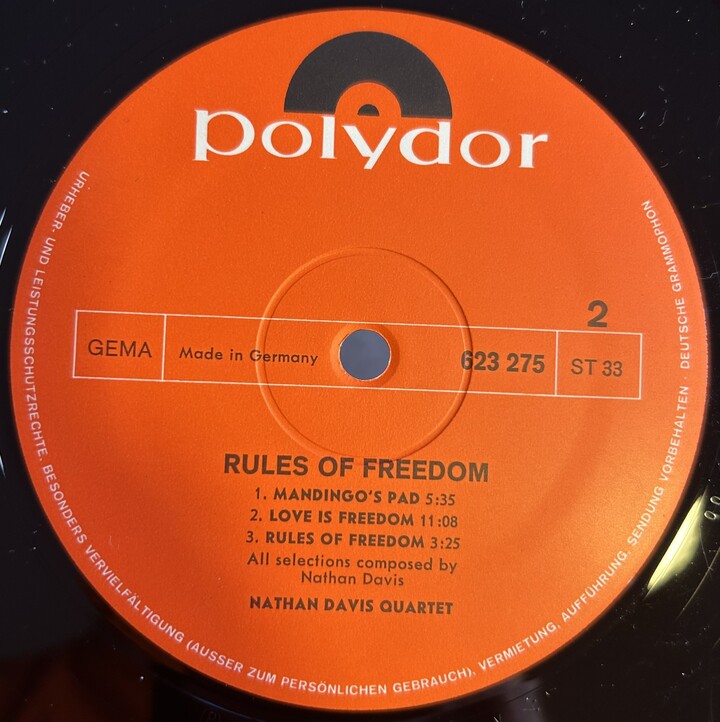 polydor
2
GEMA
Made in Germany
623 275
ST 33
RULES OF FREEDOM
1. MANDINGO'S PAD 5:35
2. LOVE IS FREEDOM 11:08
3. RULES OF FREEDOM 3:25
All selections composed by
Nathan Davis
NATHAN DAVIS QUARTET
URHEBER- UND LEISTUNGSSCHUTZRECHTE, BESONDERS VERVIELFÄLTIGUNG (AUSSER ZUM PERSÖNLICHEN GEBRAUCH), VERMIETUNG, AUFFÜHRUNG, SENDUNG VORBEHALTEN · DEUTSCHE GRAMMOPHON